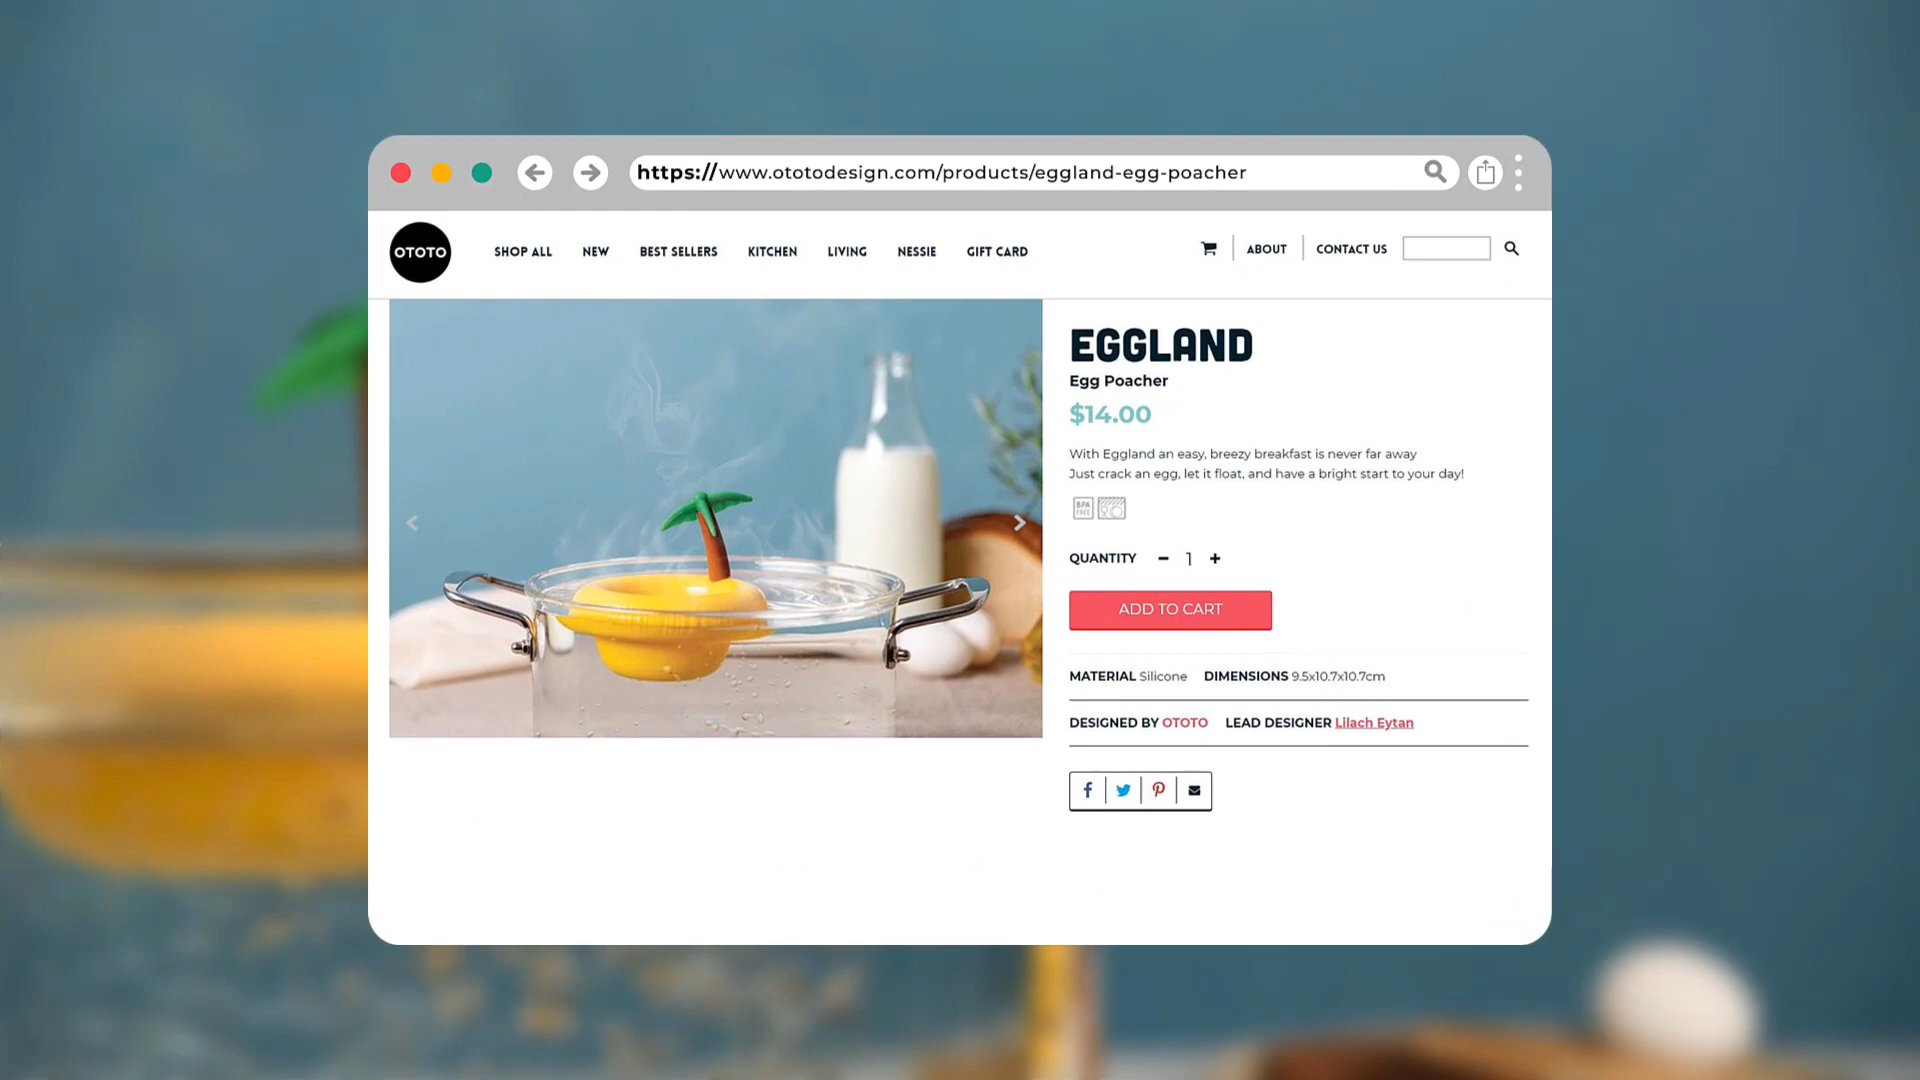 https://www.ototodesign.com/products/eggland-egg-poacher
OTOTO
SHOP ALL NEW BEST SELLERS KITCHEN LIVING NESSIE GIFT CARD
ABOUT CONTACT US
EGGLAND
Egg Poacher
$14.00
With Eggland an easy, breezy breakfast is never far away
Just crack an egg, let it float, and have a bright start to your day!
BPA
FREE
QUANTITY - 1 +
ADD TO CART
MATERIAL Silicone DIMENSIONS 9.5x10.7x10.7cm
DESIGNED BY OTOTO LEAD DESIGNER Lilach Eytan